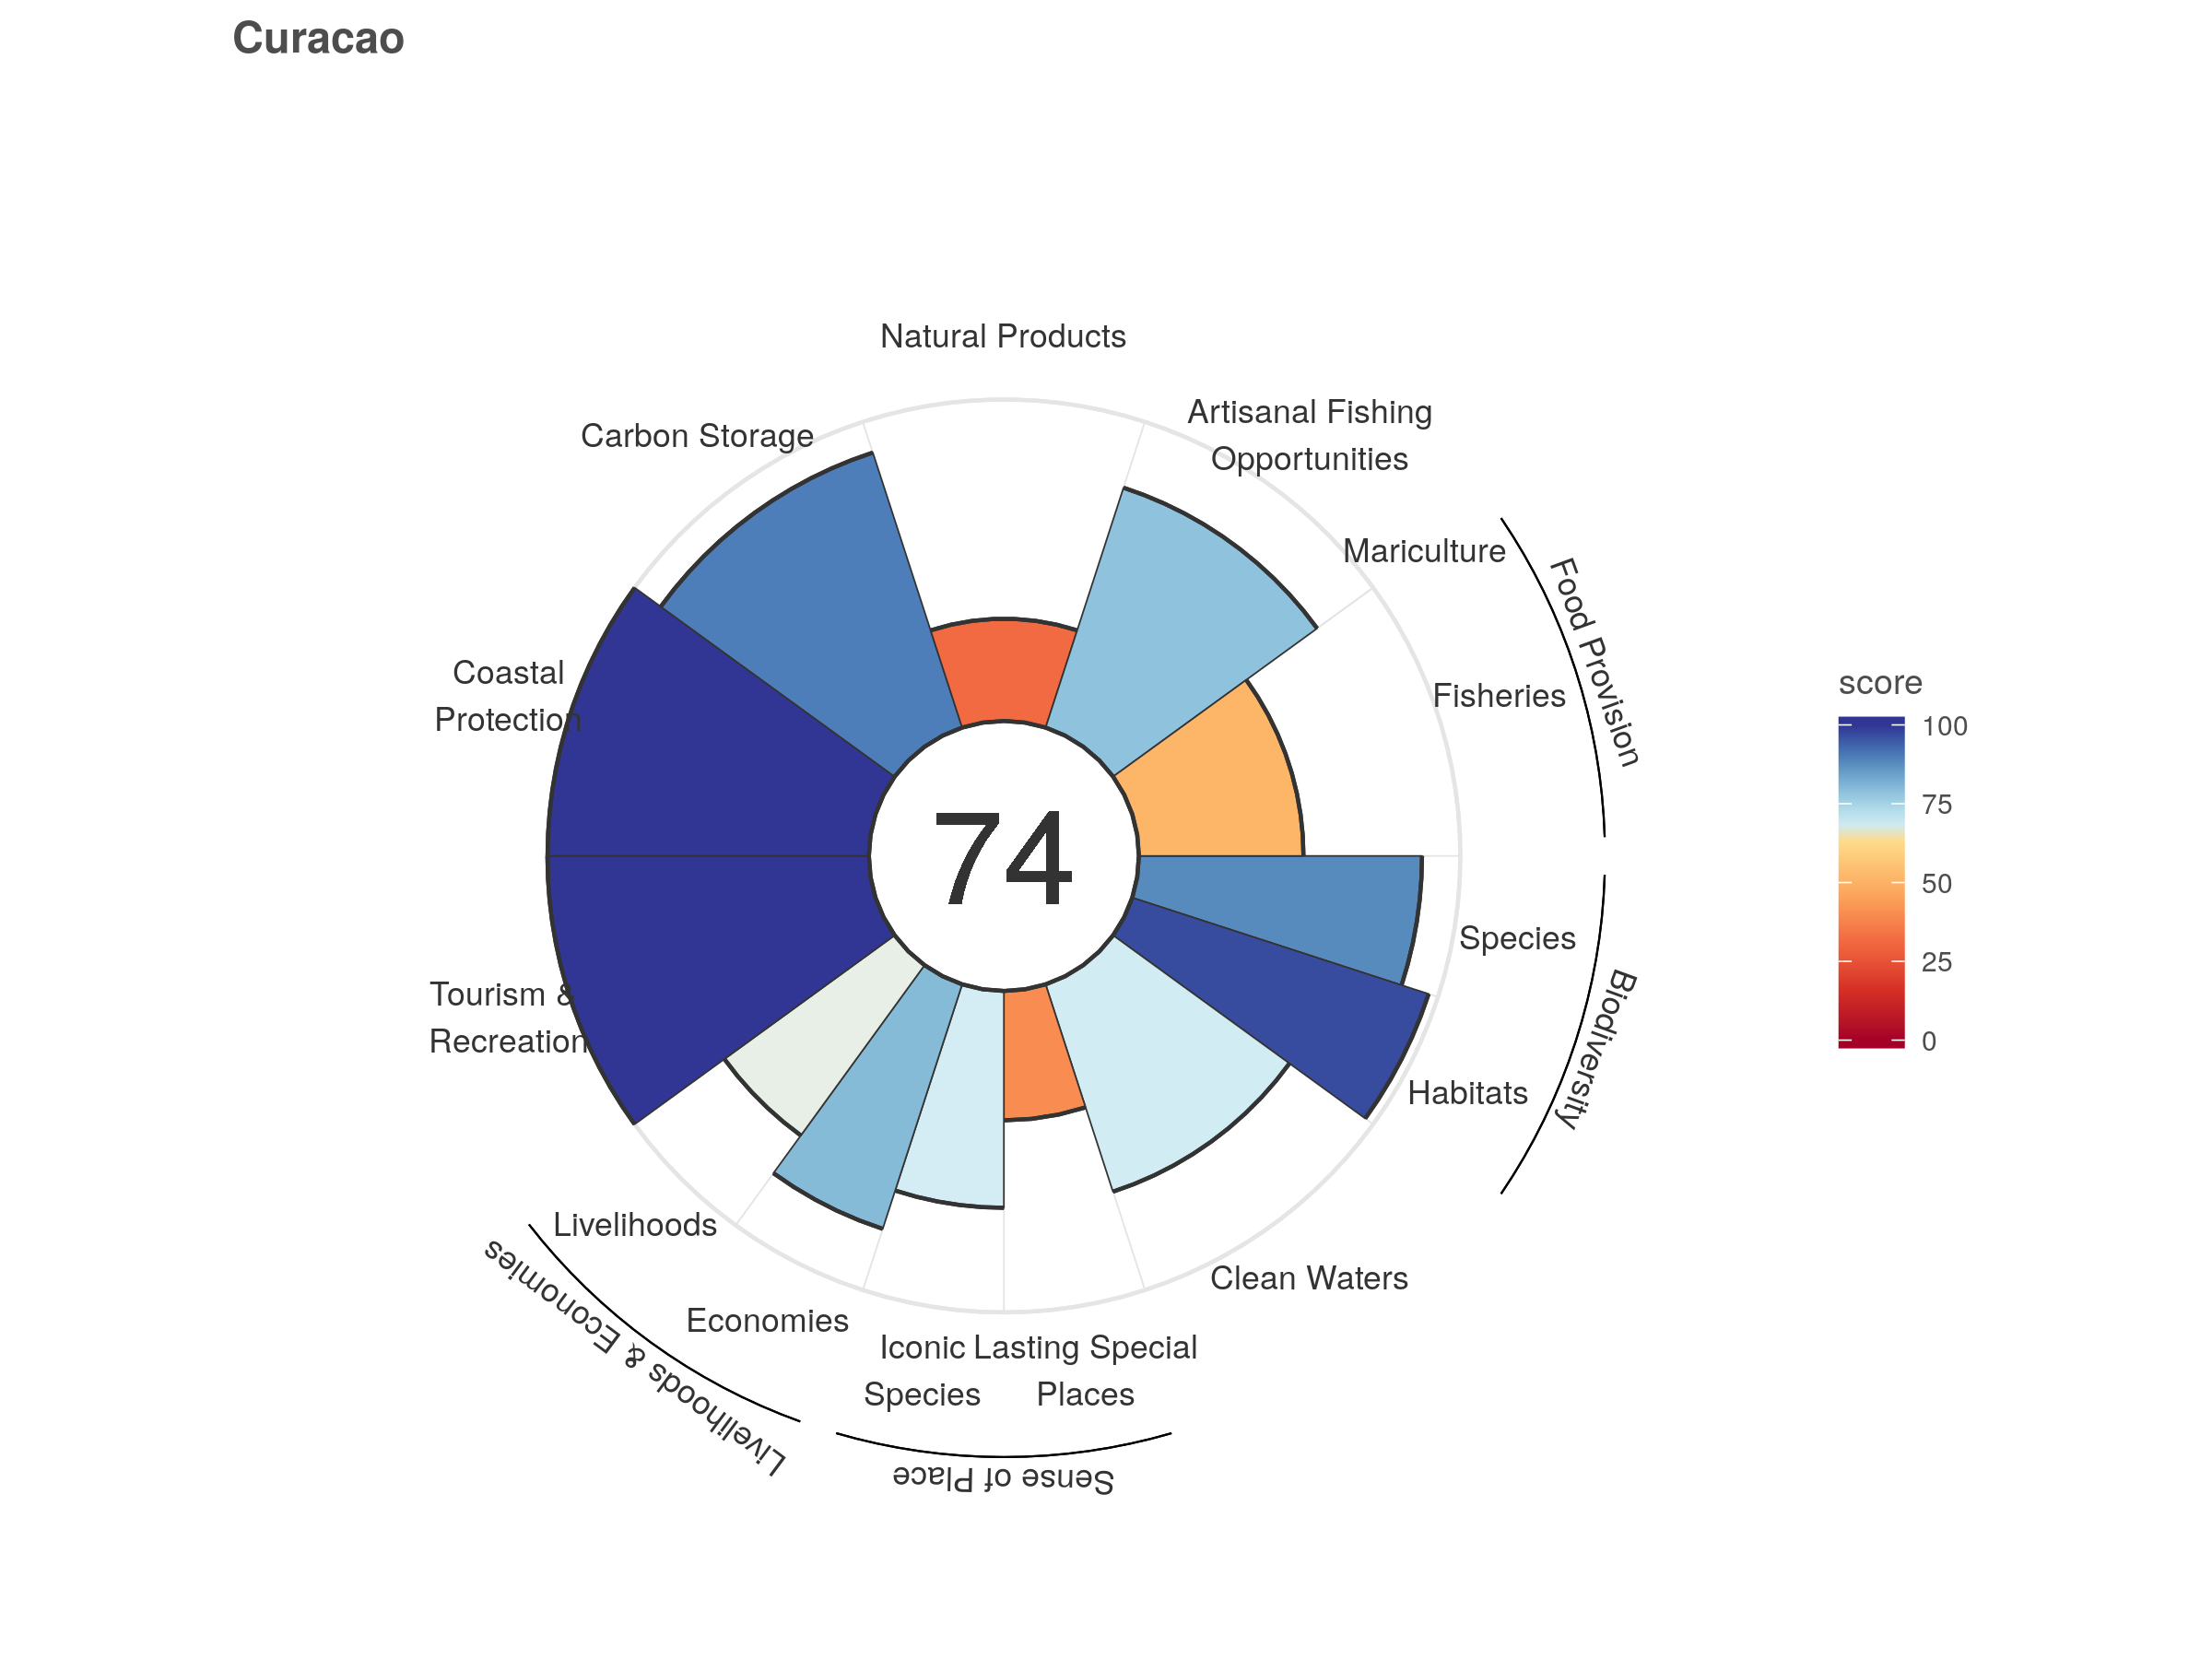 Curacao
Natural Products
Artisanal Fishing
Opportunities
Carbon Storage
Mariculture
Food Provision
Fisheries
Coastal
Protection
score
100
75
50
25
0
74
Species
Biodiversity
Tourism &
Recreation
Habitats
Livelihoods
Clean Waters
Economies
Livelihoods & Economies
Iconic
Species
Lasting Special
Places
Sense of Place